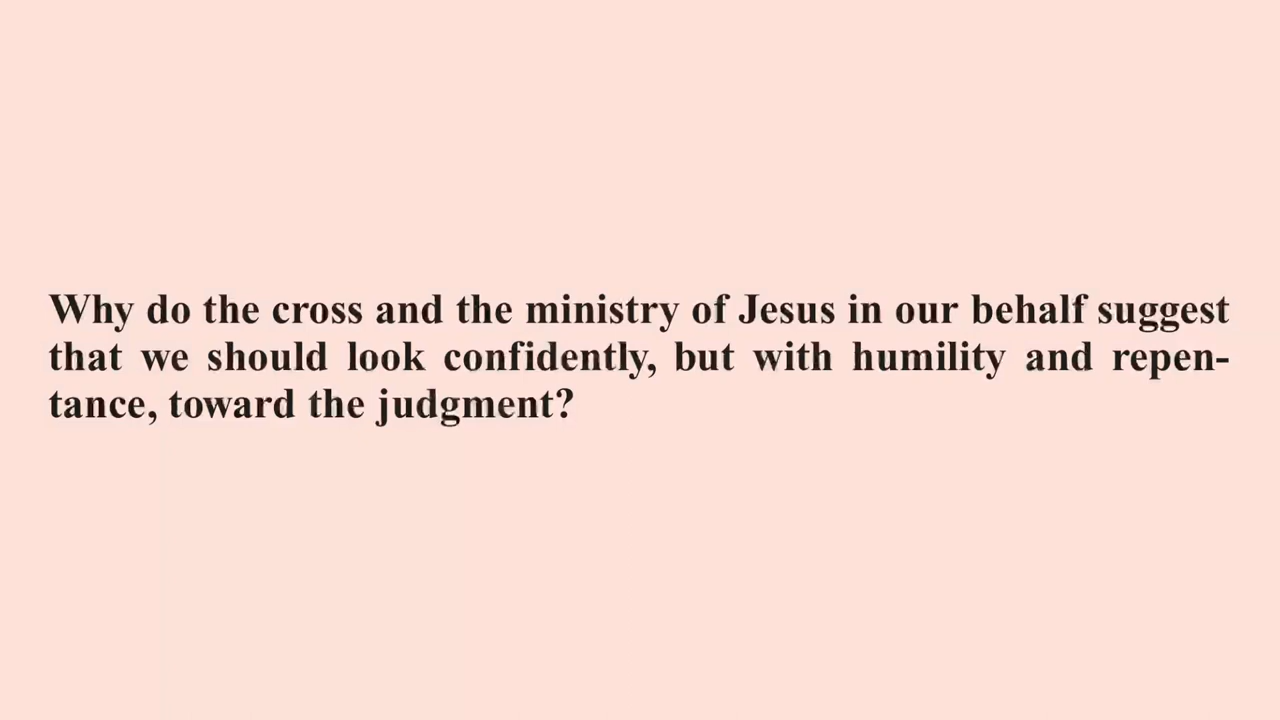 Why do the cross and the ministry of Jesus in our behalf suggest
that we should look confidently, but with humility and repen-
tance, toward the judgment?